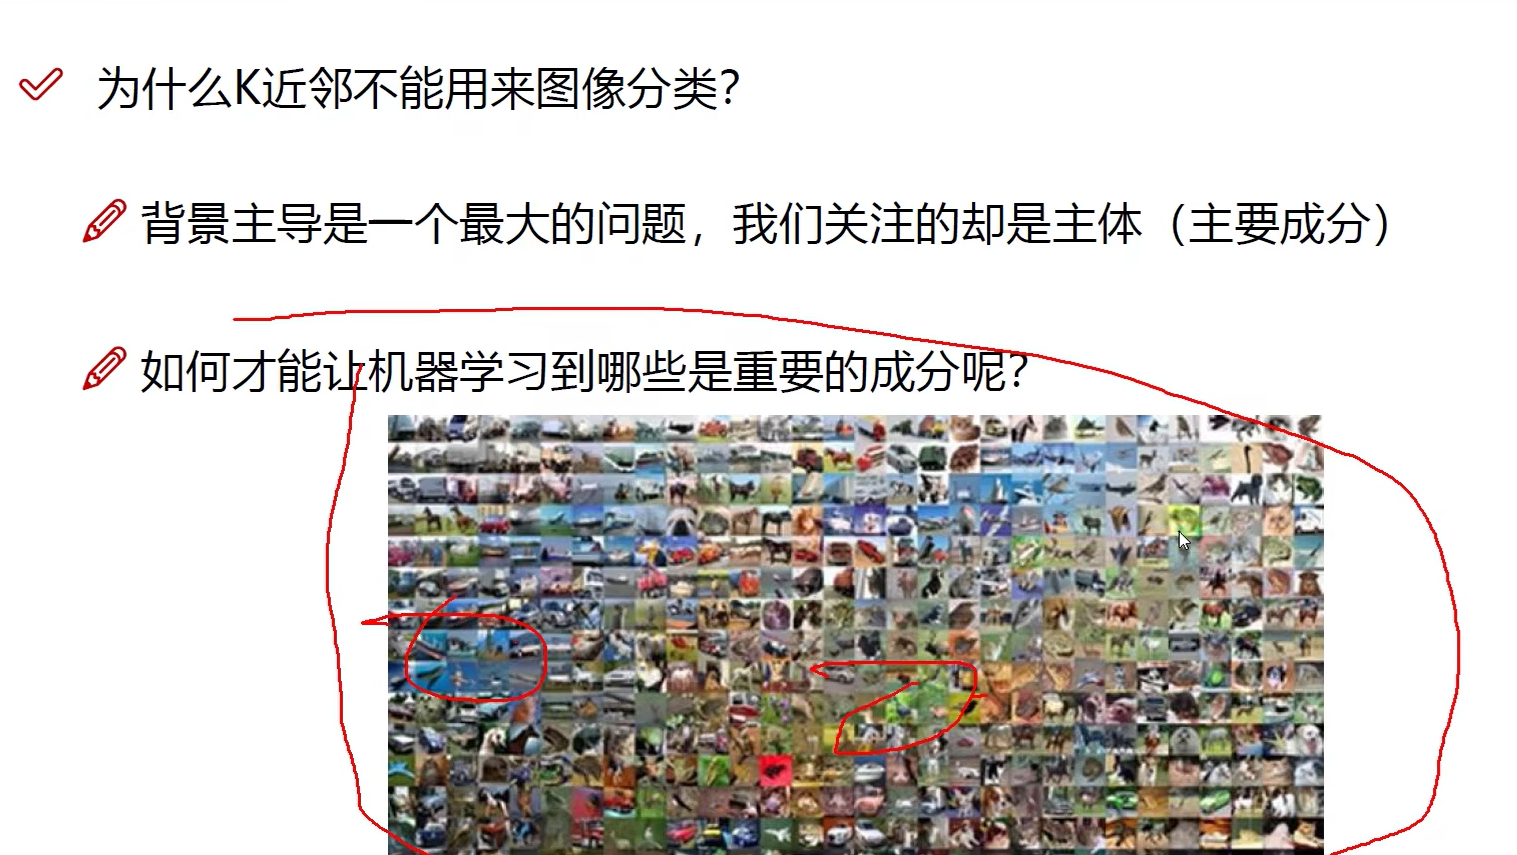 为什么K近邻不能用来图像分类?
背景主导是一个最大的问题，我们关注的却是主体（主要成分）
如何才能让机器学习到哪些是重要的成分呢?